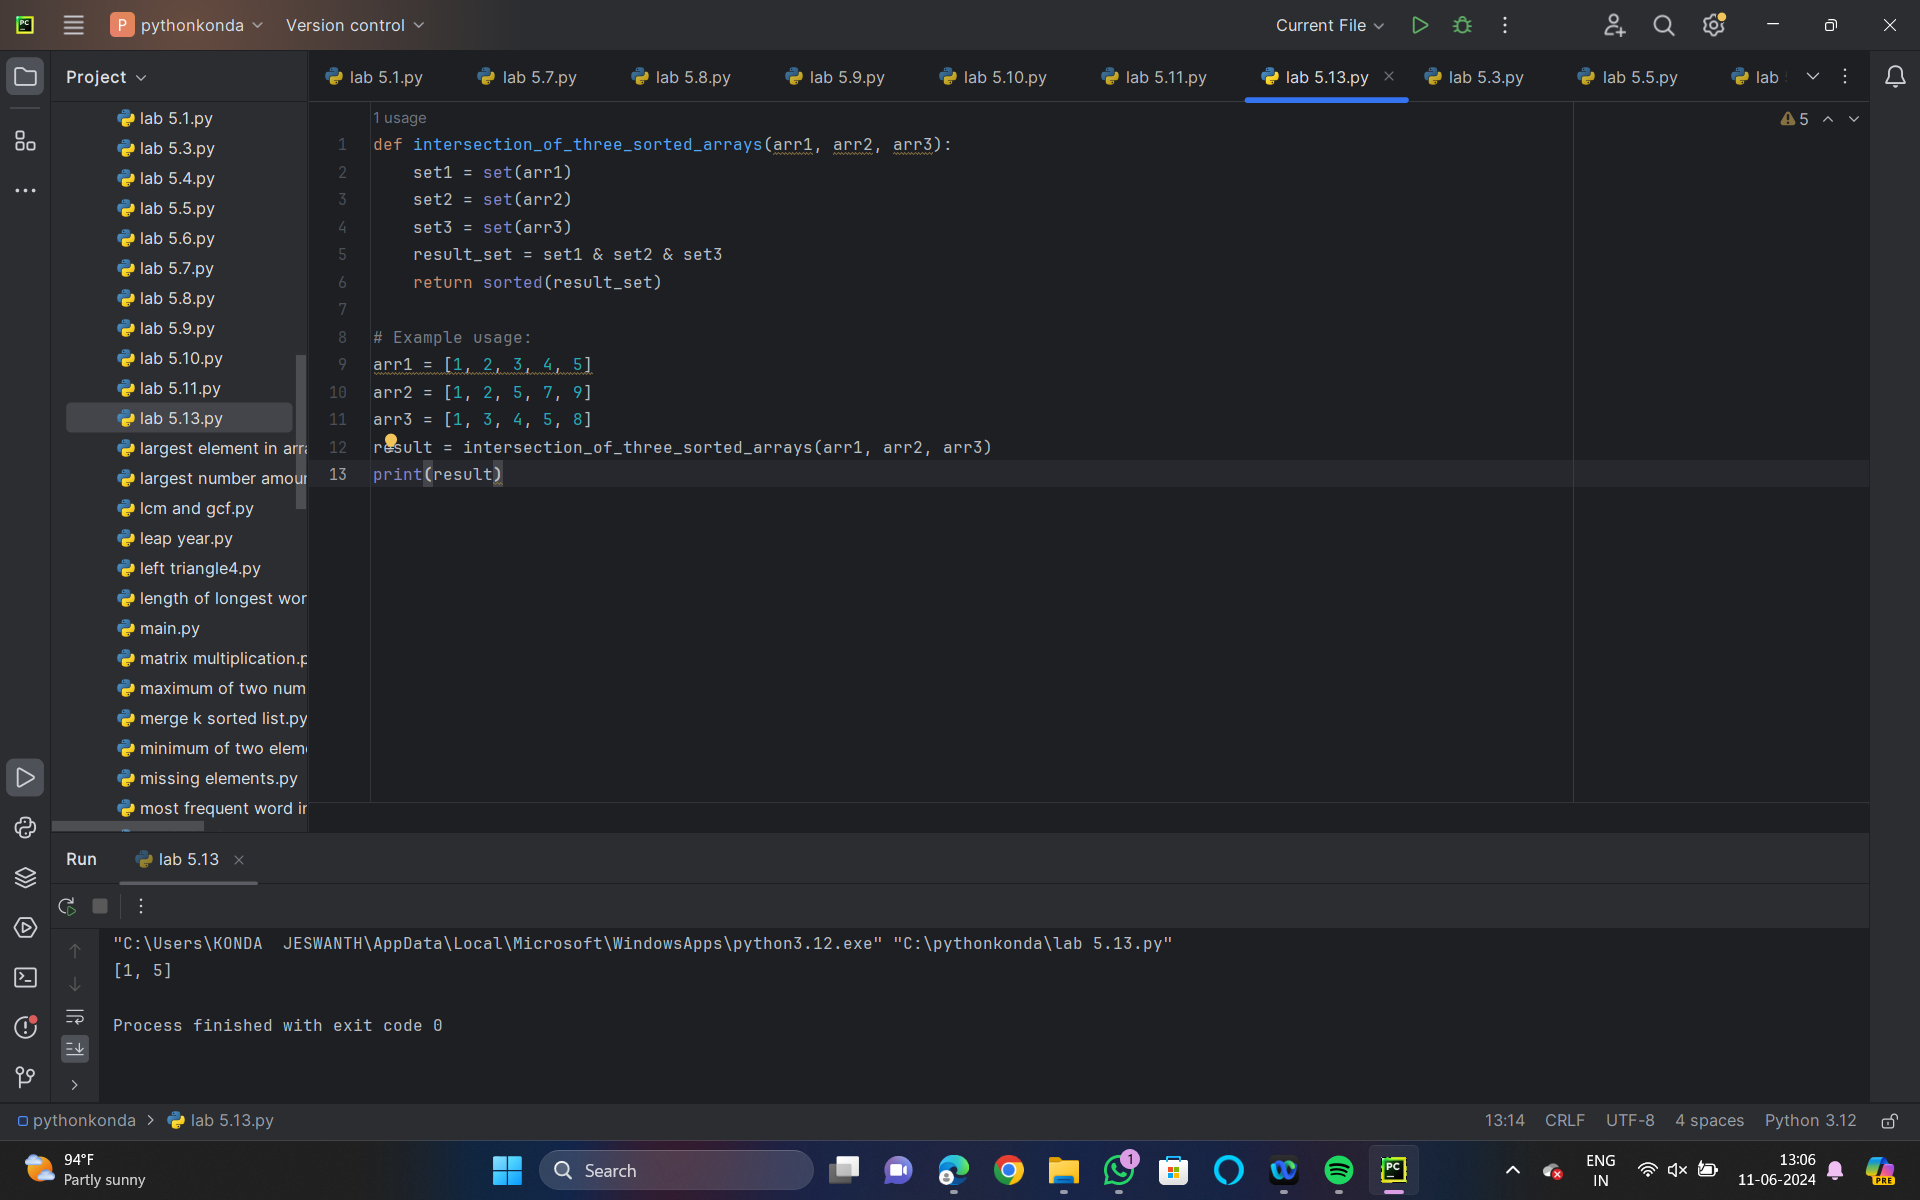 PC
P pythonkonda
Version control
Current File
Project
lab 5.1.py
lab 5.7.py
lab 5.8.py
lab 5.9.py
lab 5.10.py
lab 5.11.py
lab 5.13.py
lab 5.3.py
lab 5.5.py
lab
lab 5.1.py
lab 5.3.py
lab 5.4.py
lab 5.5.py
lab 5.6.py
lab 5.7.py
lab 5.8.py
lab 5.9.py
lab 5.10.py
lab 5.11.py
lab 5.13.py
largest element in arra
largest number amour
lcm and gcf.py
leap year.py
left triangle4.py
length of longest wor
main.py
matrix multiplication.p
maximum of two num
merge k sorted list.py
minimum of two eleme
missing elements.py
most frequent word in
1 usage
5
1 def intersection_of_three_sorted_arrays(arr1, arr2, arr3):
2 set1 = set(arr1)
3 set2 = set(arr2)
4 set3 = set(arr3)
5 result_set = set1 & set2 & set3
6 return sorted(result_set)
7
8 # Example usage:
9 arr1 = [1, 2, 3, 4, 5]
10 arr2 = [1, 2, 5, 7, 9]
11 arr3 = [1, 3, 4, 5, 8]
12 result = intersection_of_three_sorted_arrays(arr1, arr2, arr3)
13 print(result)
Run
lab 5.13
"C:\Users\KONDA  JESWANTH\AppData\Local\Microsoft\WindowsApps\python3.12.exe" "C:\pythonkonda\lab 5.13.py"
[1, 5]
Process finished with exit code 0
pythonkonda > lab 5.13.py
13:14 CRLF UTF-8 4 spaces Python 3.12
94°F
Partly sunny
Search
1
PC
ENG
IN
13:06
11-06-2024
PRE